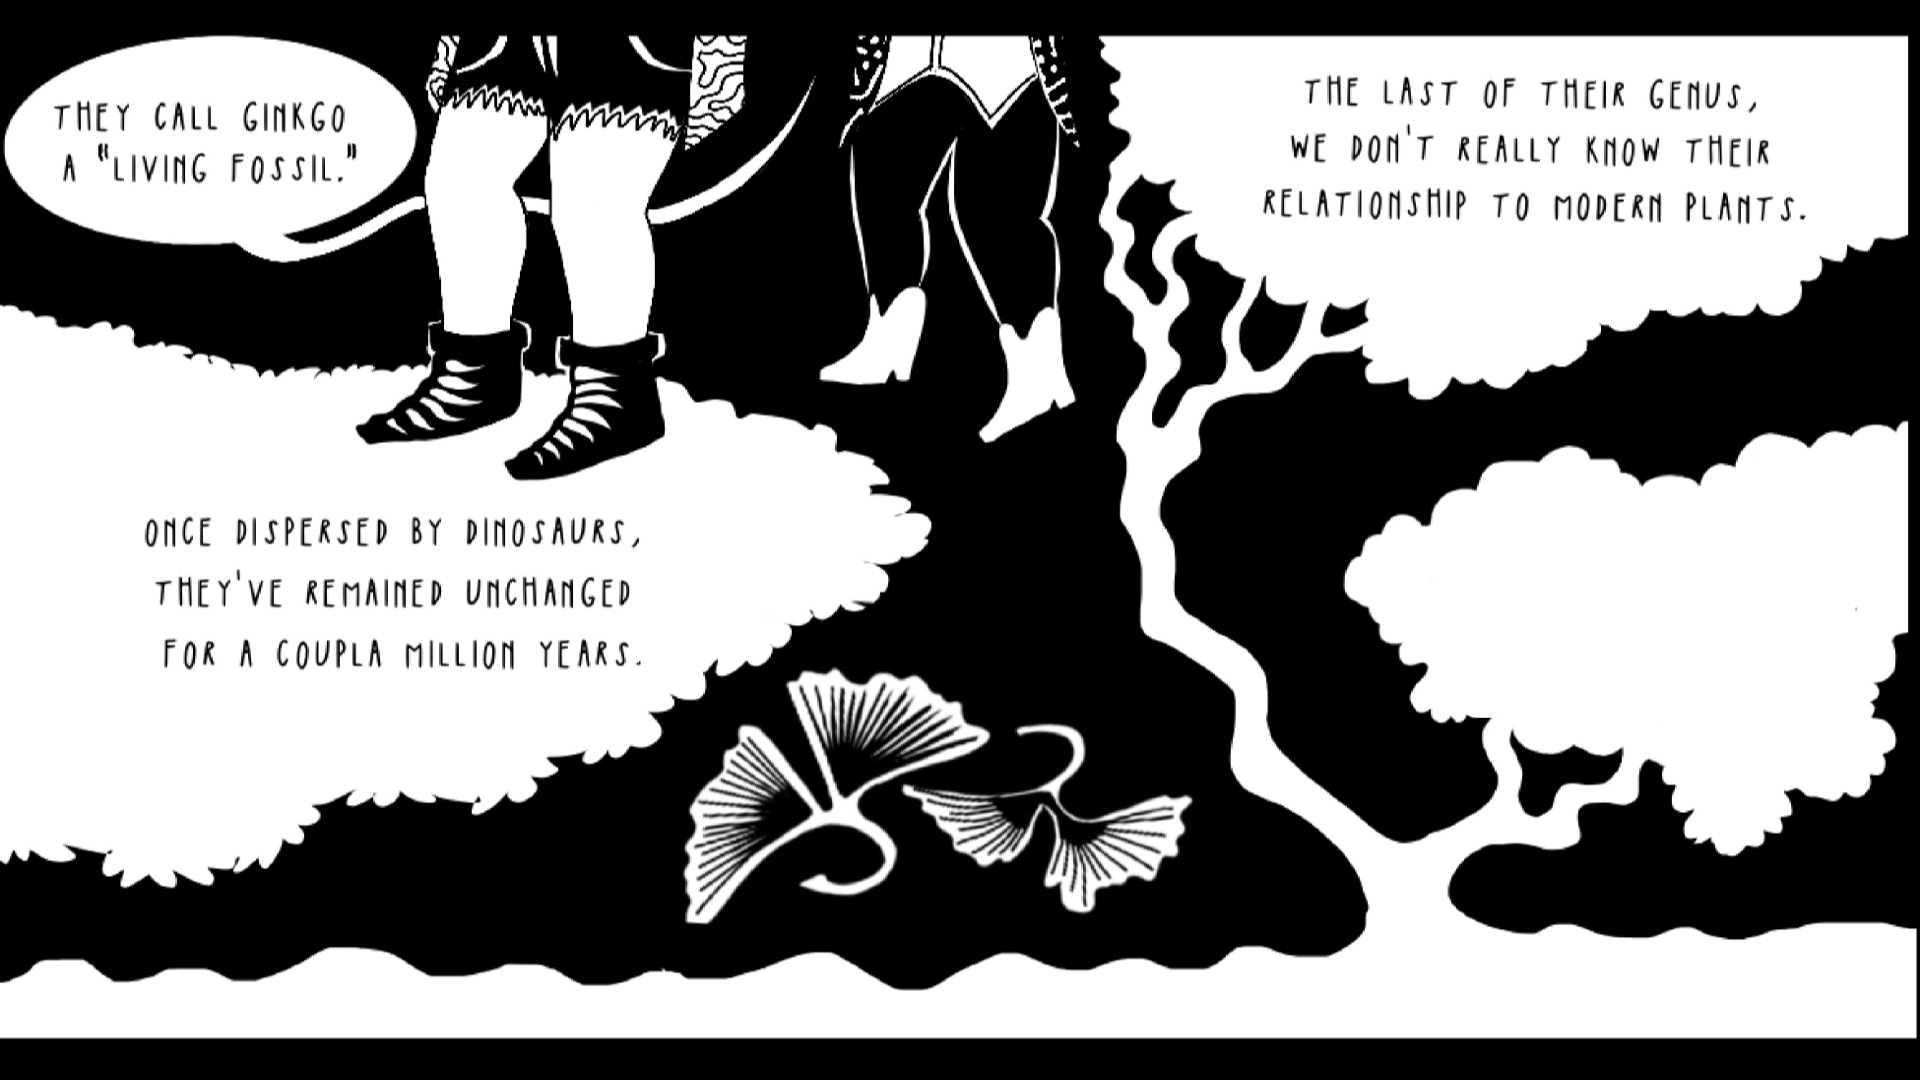 THEY CALL GINKGO
A "LIVING FOSSIL."
THE LAST OF THEIR GENUS,
WE DON'T REALLY KNOW THEIR
RELATIONSHIP TO MODERN PLANTS.
ONCE DISPERSED BY DINOSAURS,
THEY'VE REMAINED UNCHANGED
FOR A COUPLA MILLION YEARS.